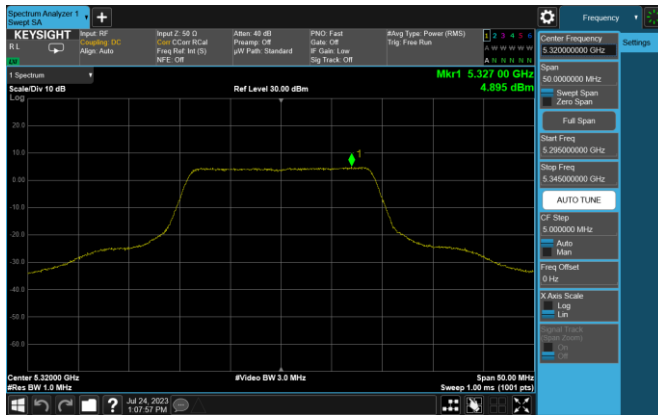 Spectrum Analyzer 1
Swept SA
Frequency
KEYSIGHT
R L
Input: RF
Coupling: DC
Align: Auto
Input Z: 50 Ω
Corr CCorr RCal
Freq Ref: Int (S)
NFE: Off
Atten: 40 dB
Preamp: Off
µW Path: Standard
PNO: Fast
Gate: Off
IF Gain: Low
Sig Track: Off
#Avg Type: Power (RMS)
Trig: Free Run
1 2 3 4 5 6
A W W W W W
A N N N N N
1 Spectrum
Scale/Div 10 dB
Log
Ref Level 30.00 dBm
Mkr1 5.327 00 GHz
4.895 dBm
1
20.0
10.0
0.00
-10.0
-20.0
-30.0
-40.0
-50.0
-60.0
Center 5.32000 GHz
#Res BW 1.0 MHz
#Video BW 3.0 MHz
Span 50.00 MHz
Sweep 1.00 ms (1001 pts)
Jul 24, 2023
1:07:57 PM
Center Frequency
5.320000000 GHz
Settings
Span
50.0000000 MHz
Swept Span
Zero Span
Full Span
Start Freq
5.295000000 GHz
Stop Freq
5.345000000 GHz
AUTO TUNE
CF Step
5.000000 MHz
Auto
Man
Freq Offset
0 Hz
X Axis Scale
Log
Lin
Signal Track
(Span Zoom)
On
Off